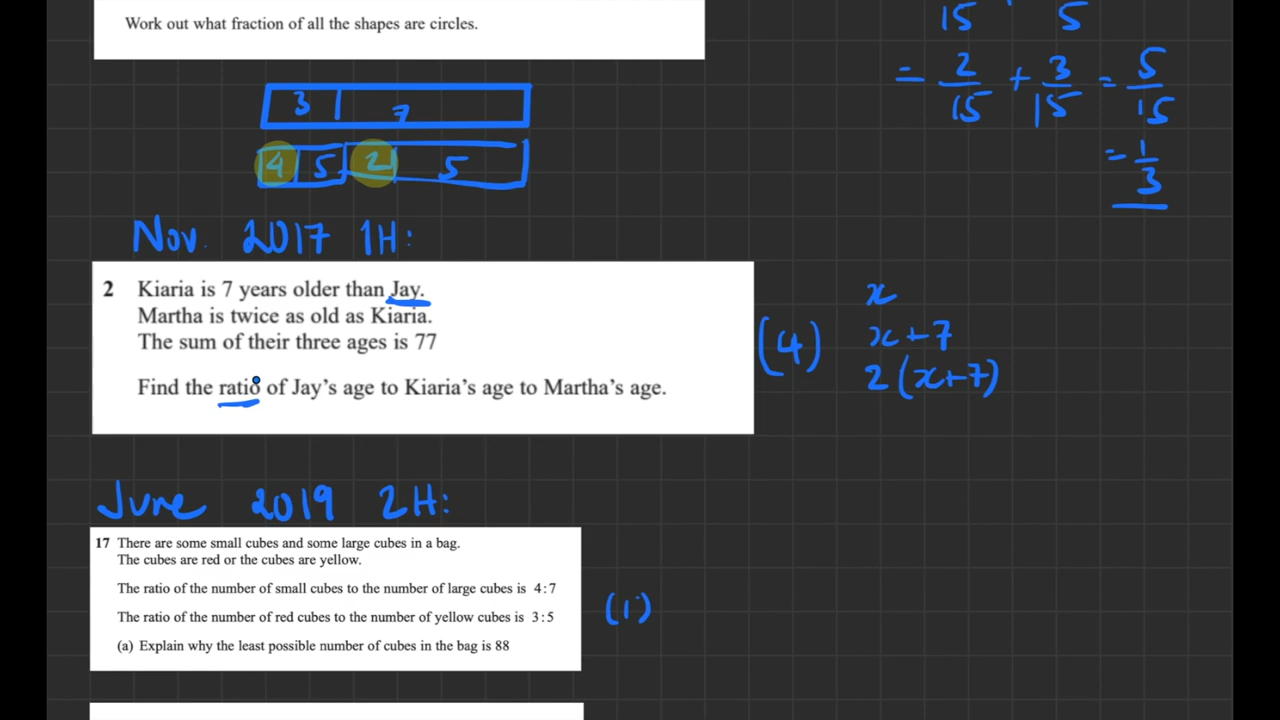 Work out what fraction of all the shapes are circles.
15 5
= 2/15 + 3/15 = 5/15
= 1/3
3 7
4 5 2 5
Nov. 2017 1H:
2 Kiaria is 7 years older than Jay.
Martha is twice as old as Kiaria.
The sum of their three ages is 77
Find the ratio of Jay's age to Kiaria's age to Martha's age.
(4)
x
x+7
2(x+7)
June 2019 2H:
17 There are some small cubes and some large cubes in a bag.
The cubes are red or the cubes are yellow.
The ratio of the number of small cubes to the number of large cubes is 4:7
The ratio of the number of red cubes to the number of yellow cubes is 3:5
(a) Explain why the least possible number of cubes in the bag is 88
(1)